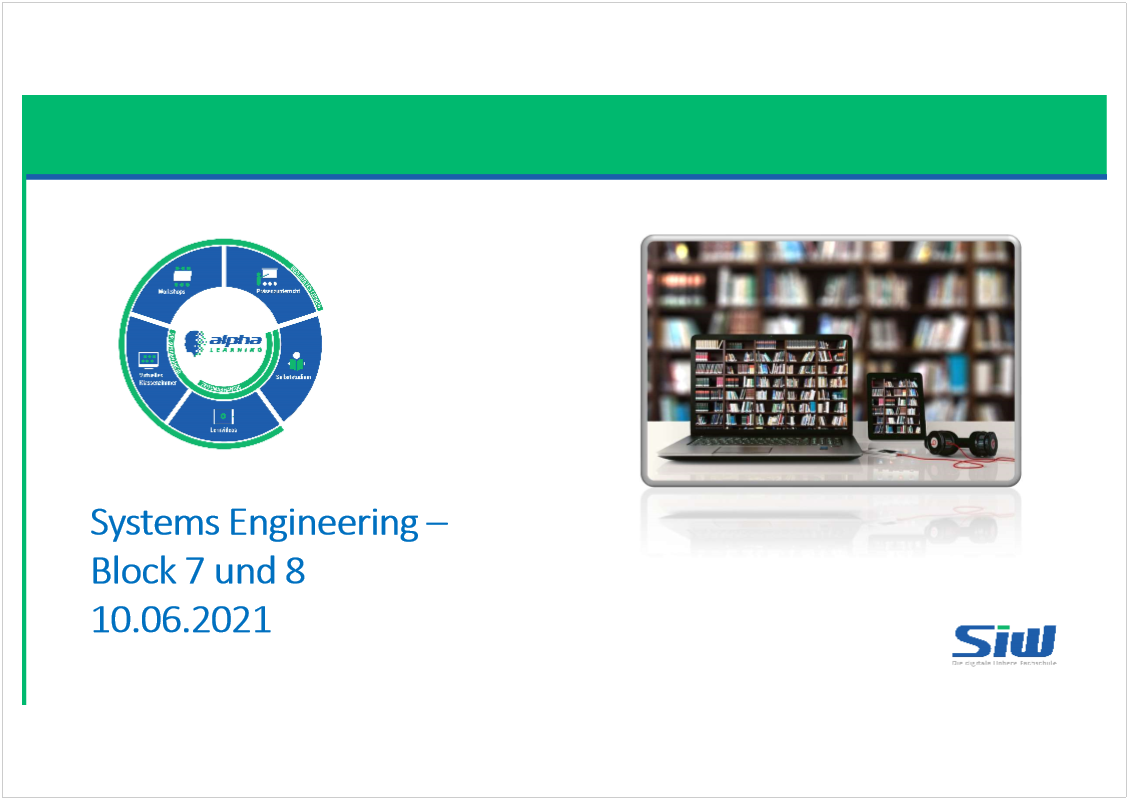 Workshops
Präsenzunterricht
alpha
LEARNING
Virtuelles
Klassenzimmer
Selbststudium
Lernvideos
Systems Engineering –
Block 7 und 8
10.06.2021
SiW
Die digitale Höhere Fachschule